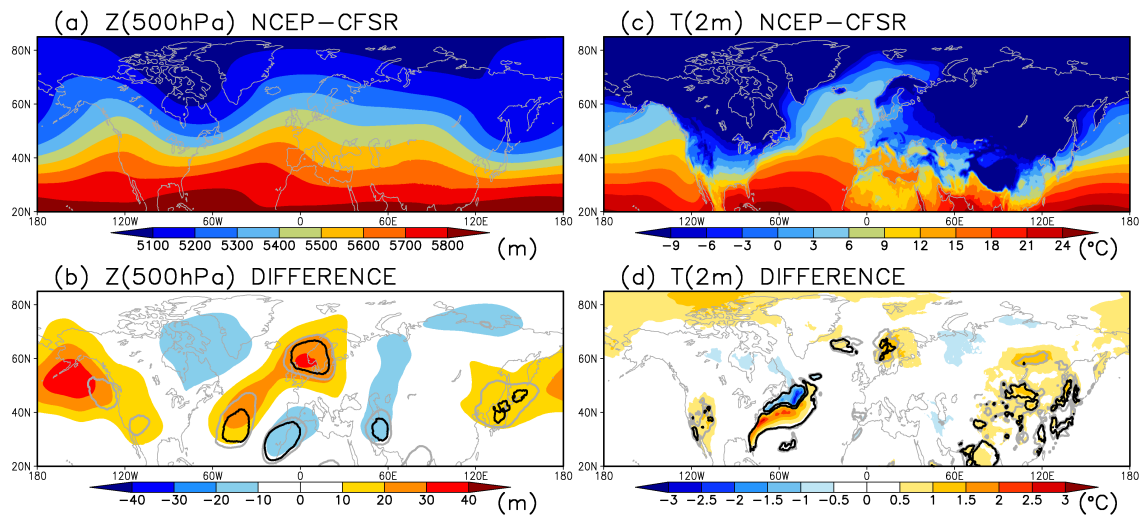 (a) Z(500hPa) NCEP−CFSR
80N
60N
40N
20N
180 120W 60W 0 60E 120E 180
5100 5200 5300 5400 5500 5600 5700 5800 (m)
(c) T(2m) NCEP−CFSR
80N
60N
40N
20N
180 120W 60W 0 60E 120E 180
−9 −6 −3 0 3 6 9 12 15 18 21 24 (°C)
(b) Z(500hPa) DIFFERENCE
80N
60N
40N
20N
180 120W 60W 0 60E 120E 180
−40 −30 −20 −10 0 10 20 30 40 (m)
(d) T(2m) DIFFERENCE
80N
60N
40N
20N
180 120W 60W 0 60E 120E 180
−3 −2.5 −2 −1.5 −1 −0.5 0 0.5 1 1.5 2 2.5 3 (°C)